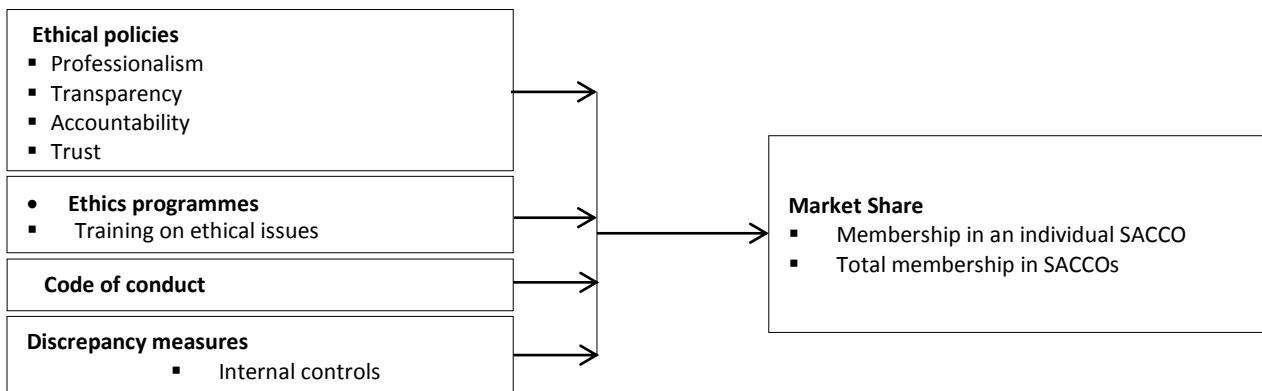 Ethical policies
▪ Professionalism
▪ Transparency
▪ Accountability
▪ Trust
• Ethics programmes
▪ Training on ethical issues
Code of conduct
Discrepancy measures
▪ Internal controls
Market Share
▪ Membership in an individual SACCO
▪ Total membership in SACCOs